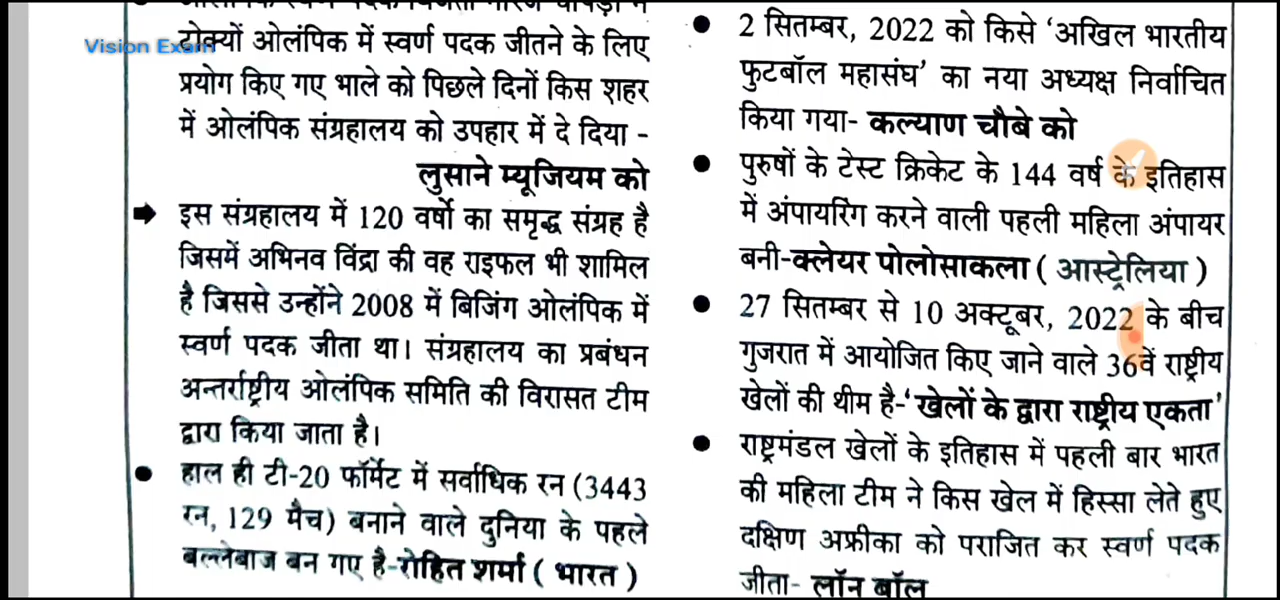 Vision Exam
टोक्यों ओलंपिक में स्वर्ण पदक जीतने के लिए
प्रयोग किए गए भाले को पिछले दिनों किस शहर
में ओलंपिक संग्रहालय को उपहार में दे दिया -
लुसाने म्यूजियम को
इस संग्रहालय में 120 वर्षो का समृद्ध संग्रह है
जिसमें अभिनव विंद्रा की वह राइफल भी शामिल
है जिससे उन्होंने 2008 में बिजिंग ओलंपिक में
स्वर्ण पदक जीता था। संग्रहालय का प्रबंधन
अन्तर्राष्ट्रीय ओलंपिक समिति की विरासत टीम
द्वारा किया जाता है।
हाल ही टी-20 फॉर्मेट में सर्वाधिक रन (3443
रन, 129 मैच) बनाने वाले दुनिया के पहले
बल्लेबाज बन गए है-रोहित शर्मा ( भारत )
2 सितम्बर, 2022 को किसे 'अखिल भारतीय
फुटबॉल महासंघ' का नया अध्यक्ष निर्वाचित
किया गया- कल्याण चौबे को
पुरुषों के टेस्ट क्रिकेट के 144 वर्ष के इतिहास
में अंपायरिंग करने वाली पहली महिला अंपायर
बनी-क्लेयर पोलोसाकला ( आस्ट्रेलिया )
27 सितम्बर से 10 अक्टूबर, 2022 के बीच
गुजरात में आयोजित किए जाने वाले 36वें राष्ट्रीय
खेलों की थीम है-'खेलों के द्वारा राष्ट्रीय एकता'
राष्ट्रमंडल खेलों के इतिहास में पहली बार भारत
की महिला टीम ने किस खेल में हिस्सा लेते हुए
दक्षिण अफ्रीका को पराजित कर स्वर्ण पदक
जीता- लॉन बॉल